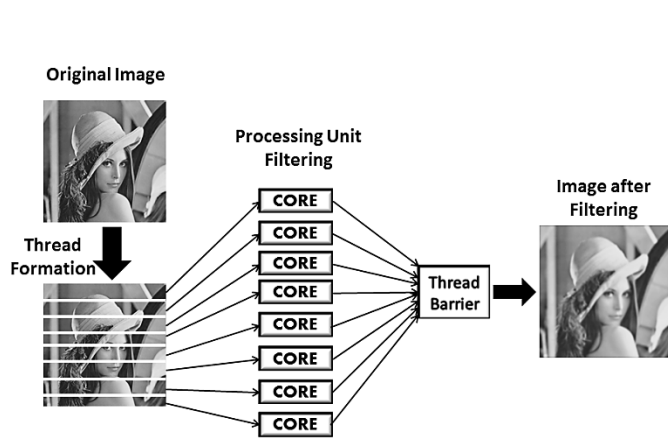 Original Image
Processing Unit
Filtering
Image after
Filtering
Thread
Formation
CORE
CORE
CORE
CORE
CORE
CORE
CORE
CORE
Thread
Barrier